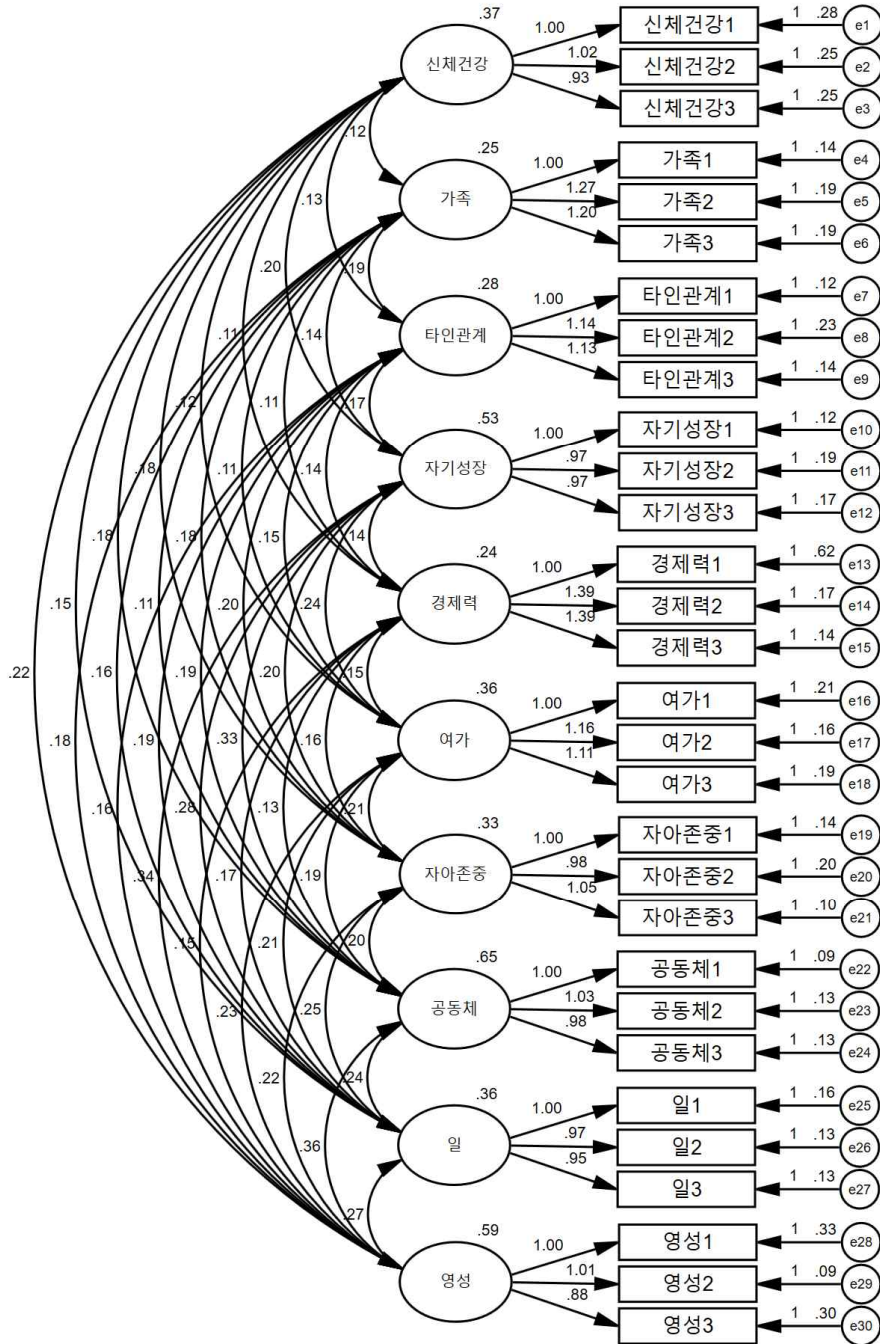 .37
신체건강
1.00
1.02
.93
신체건강1
신체건강2
신체건강3
1 .28
1 .25
1 .25
e1
e2
e3
.12
.25
가족
1.00
1.27
1.20
가족1
가족2
가족3
1 .14
1 .19
1 .19
e4
e5
e6
.13
.19
.28
타인관계
1.00
1.14
1.13
타인관계1
타인관계2
타인관계3
1 .12
1 .23
1 .14
e7
e8
e9
.20
.14
.17
.53
자기성장
1.00
.97
.97
자기성장1
자기성장2
자기성장3
1 .12
1 .19
1 .17
e10
e11
e12
.11
.11
.14
.14
.24
경제력
1.00
1.39
1.39
경제력1
경제력2
경제력3
1 .62
1 .17
1 .14
e13
e14
e15
.12
.11
.15
.24
.15
.36
여가
1.00
1.16
1.11
여가1
여가2
여가3
1 .21
1 .16
1 .19
e16
e17
e18
.18
.18
.20
.20
.16
.21
.33
자아존중
1.00
.98
1.05
자아존중1
자아존중2
자아존중3
1 .14
1 .20
1 .10
e19
e20
e21
.18
.11
.19
.33
.13
.19
.20
.65
공동체
1.00
1.03
.98
공동체1
공동체2
공동체3
1 .09
1 .13
1 .13
e22
e23
e24
.15
.16
.19
.28
.17
.21
.25
.24
.36
일
1.00
.97
.95
일1
일2
일3
1 .16
1 .13
1 .13
e25
e26
e27
.22
.18
.16
.34
.15
.23
.22
.36
.27
.59
영성
1.00
1.01
.88
영성1
영성2
영성3
1 .33
1 .09
1 .30
e28
e29
e30